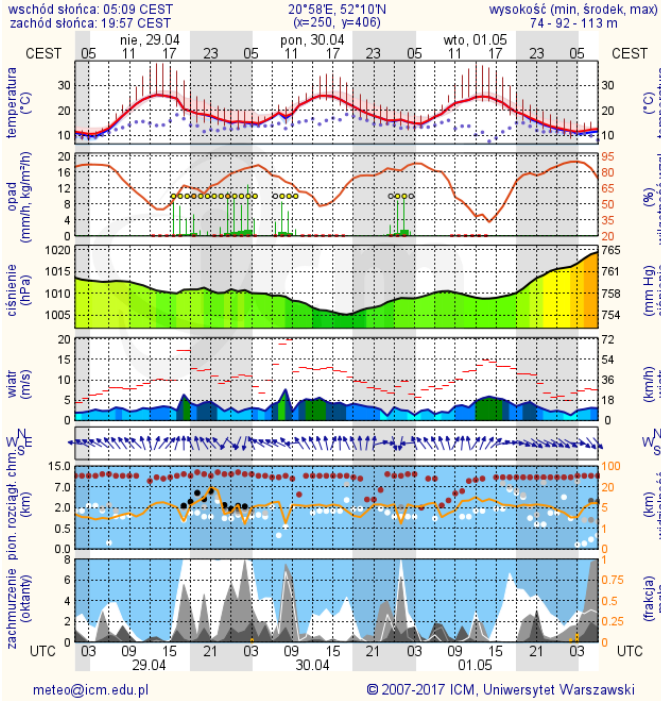 wschód słońca: 05:09 CEST 20°58'E, 52°10'N wysokość (min, środek, max)
zachód słońca: 19:57 CEST (x=250, y=406) 74 - 92 - 113 m
nie, 29.04 pon, 30.04 wto, 01.05
CEST 05 11 17 23 05 11 17 23 05 11 17 23 05 CEST
temperatura (°C) 30 20 10 30 20 10 (°C)
opad (mm/h, kg/m²/h) 20 16 12 8 4 0 95 80 65 50 35 20 (%)
ciśnienie (hPa) 1020 1015 1010 1005 765 761 758 754 (mm Hg)
wiatr (m/s) 20 15 10 5 0 72 54 36 18 0 (km/h)
N W E S N W E S
pion. rozciągł. chm. (km) 15.0 7.0 2.0 0.5 0.0 100 20 5 1 0 (km)
zachmurzenie (oktanty) 8 6 4 2 0 1 0.75 0.5 0.25 0 (frakcja)
UTC 03 09 15 21 03 09 15 21 03 09 15 21 03 UTC
29.04 30.04 01.05
meteo@icm.edu.pl © 2007-2017 ICM, Uniwersytet Warszawski